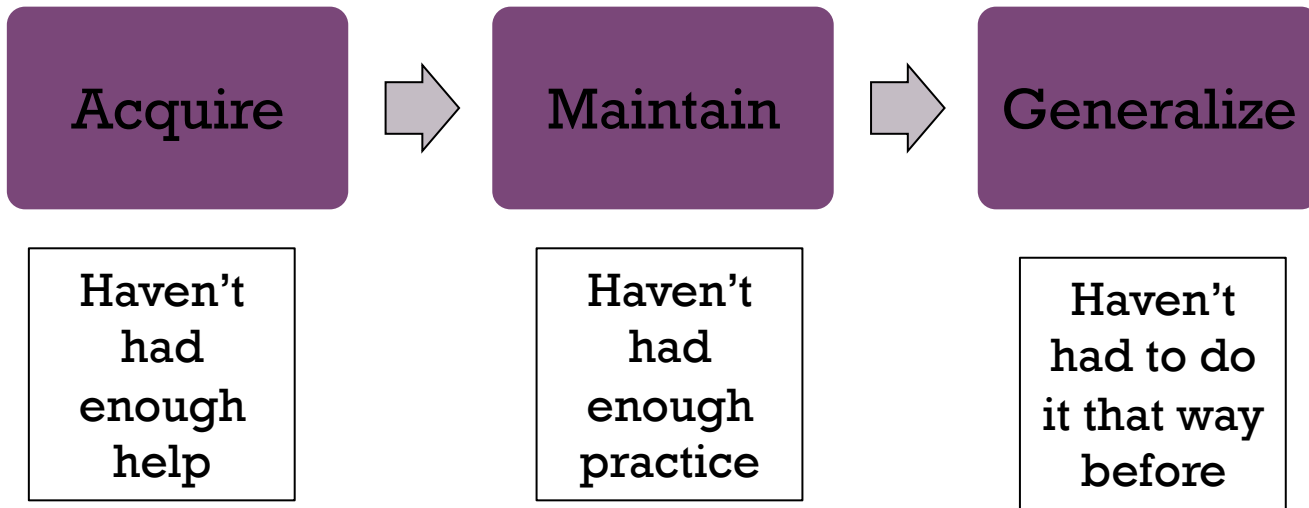 Acquire
Maintain
Generalize
Haven’t
had
enough
help
Haven’t
had
enough
practice
Haven’t
had to do
it that way
before